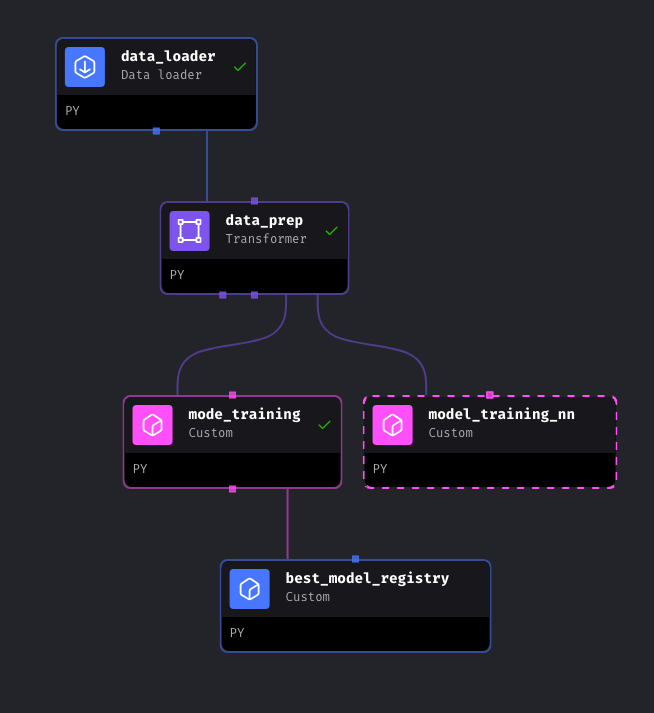 data_loader
Data loader
PY
data_prep
Transformer
PY
mode_training
Custom
PY
model_training_nn
Custom
PY
best_model_registry
Custom
PY